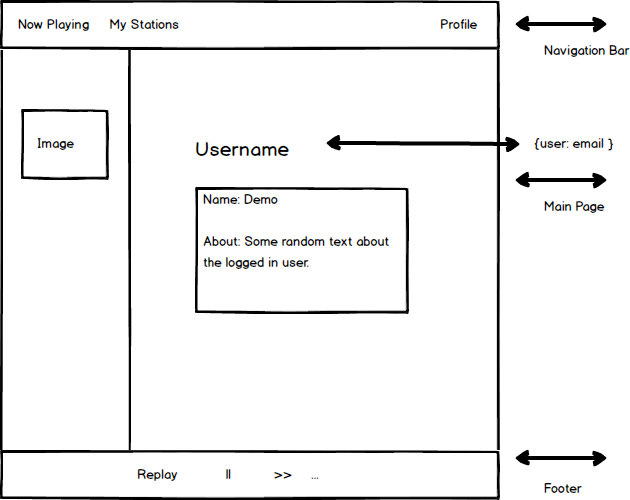 Now Playing My Stations Profile
Navigation Bar
Image
{user: email }
Username
Name: Demo
Main Page
About: Some random text about
the logged in user.
Replay || >> ...
Footer